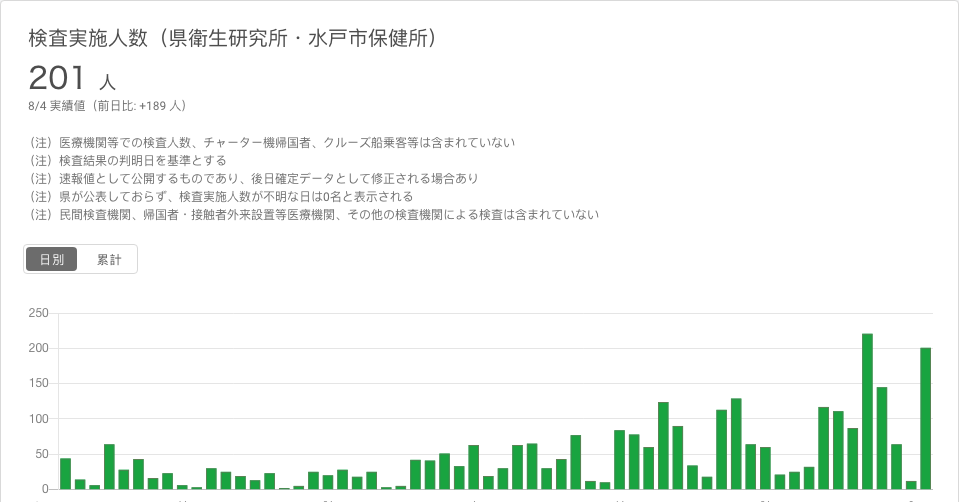 検査実施人数（県衛生研究所・水戸市保健所）
201 人
8/4 実績値（前日比: +189 人）
（注）医療機関等での検査人数、チャーター機帰国者、クルーズ船乗客等は含まれていない
（注）検査結果の判明日を基準とする
（注）速報値として公開するものであり、後日確定データとして修正される場合あり
（注）県が公表しておらず、検査実施人数が不明な日は0名と表示される
（注）民間検査機関、帰国者・接触者外来設置等医療機関、その他の検査機関による検査は含まれていない
日別 累計
250
200
150
100
50
0